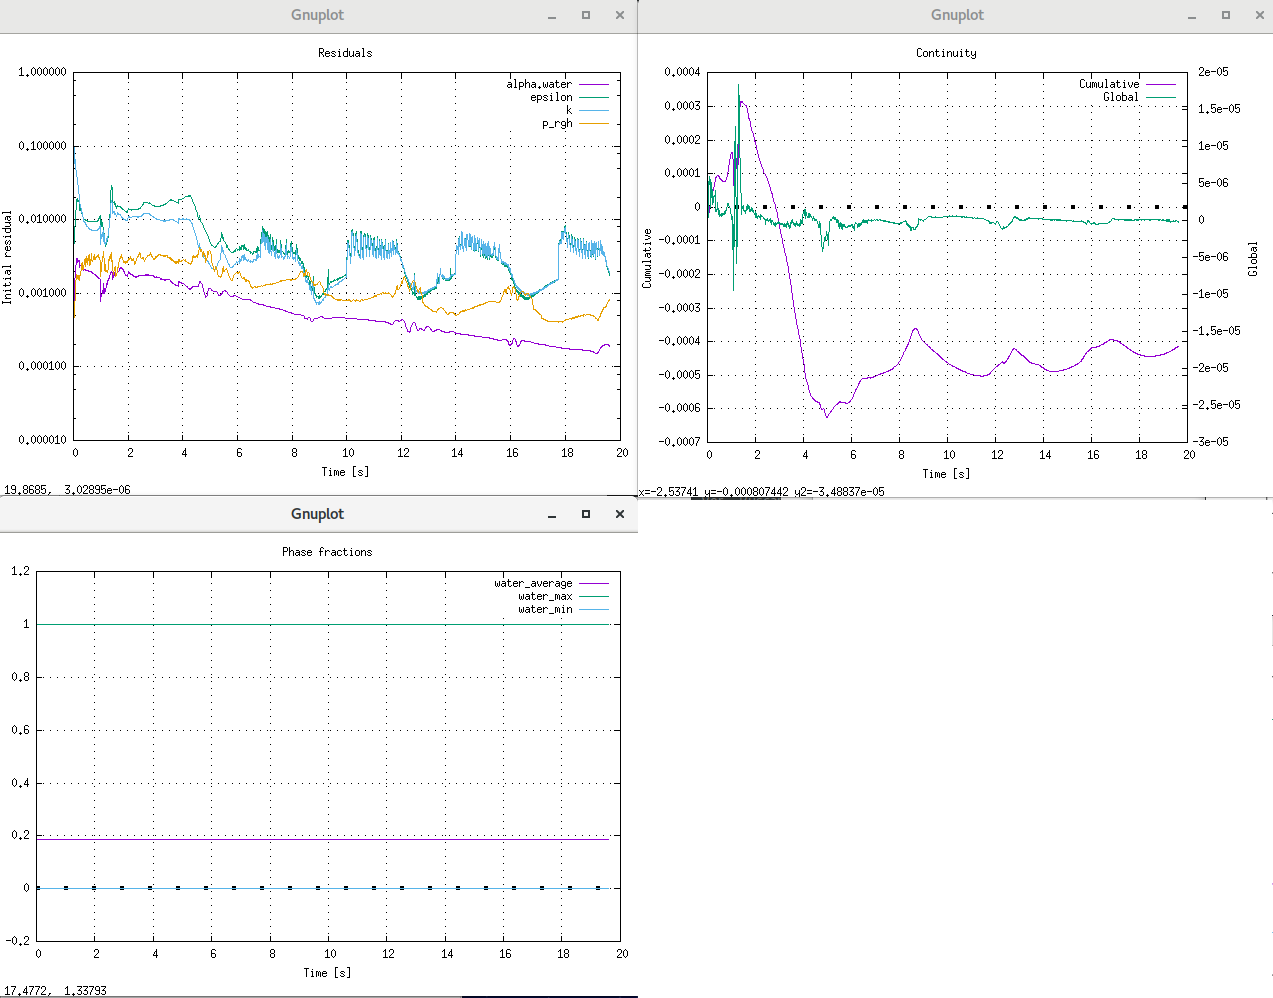 Gnuplot
Residuals
1.000000
0.100000
0.010000
0.001000
0.000100
0.000010
Initial residual
alpha.water
epsilon
k
p_rgh
0 2 4 6 8 10 12 14 16 18 20
Time [s]
19.8685, 3.02895e-06
Gnuplot
Continuity
0.0004
0.0003
0.0002
0.0001
0
-0.0001
-0.0002
-0.0003
-0.0004
-0.0005
-0.0006
-0.0007
Cumulative
Cumulative
Global
2e-05
1.5e-05
1e-05
5e-06
0
-5e-06
-1e-05
-1.5e-05
-2e-05
-2.5e-05
-3e-05
Global
0 2 4 6 8 10 12 14 16 18 20
Time [s]
x=-2.53741 y=-0.000807442 y2=-3.48837e-05
Gnuplot
Phase fractions
1.2
1
0.8
0.6
0.4
0.2
0
-0.2
water_average
water_max
water_min
0 2 4 6 8 10 12 14 16 18 20
Time [s]
17.4772, 1.33793